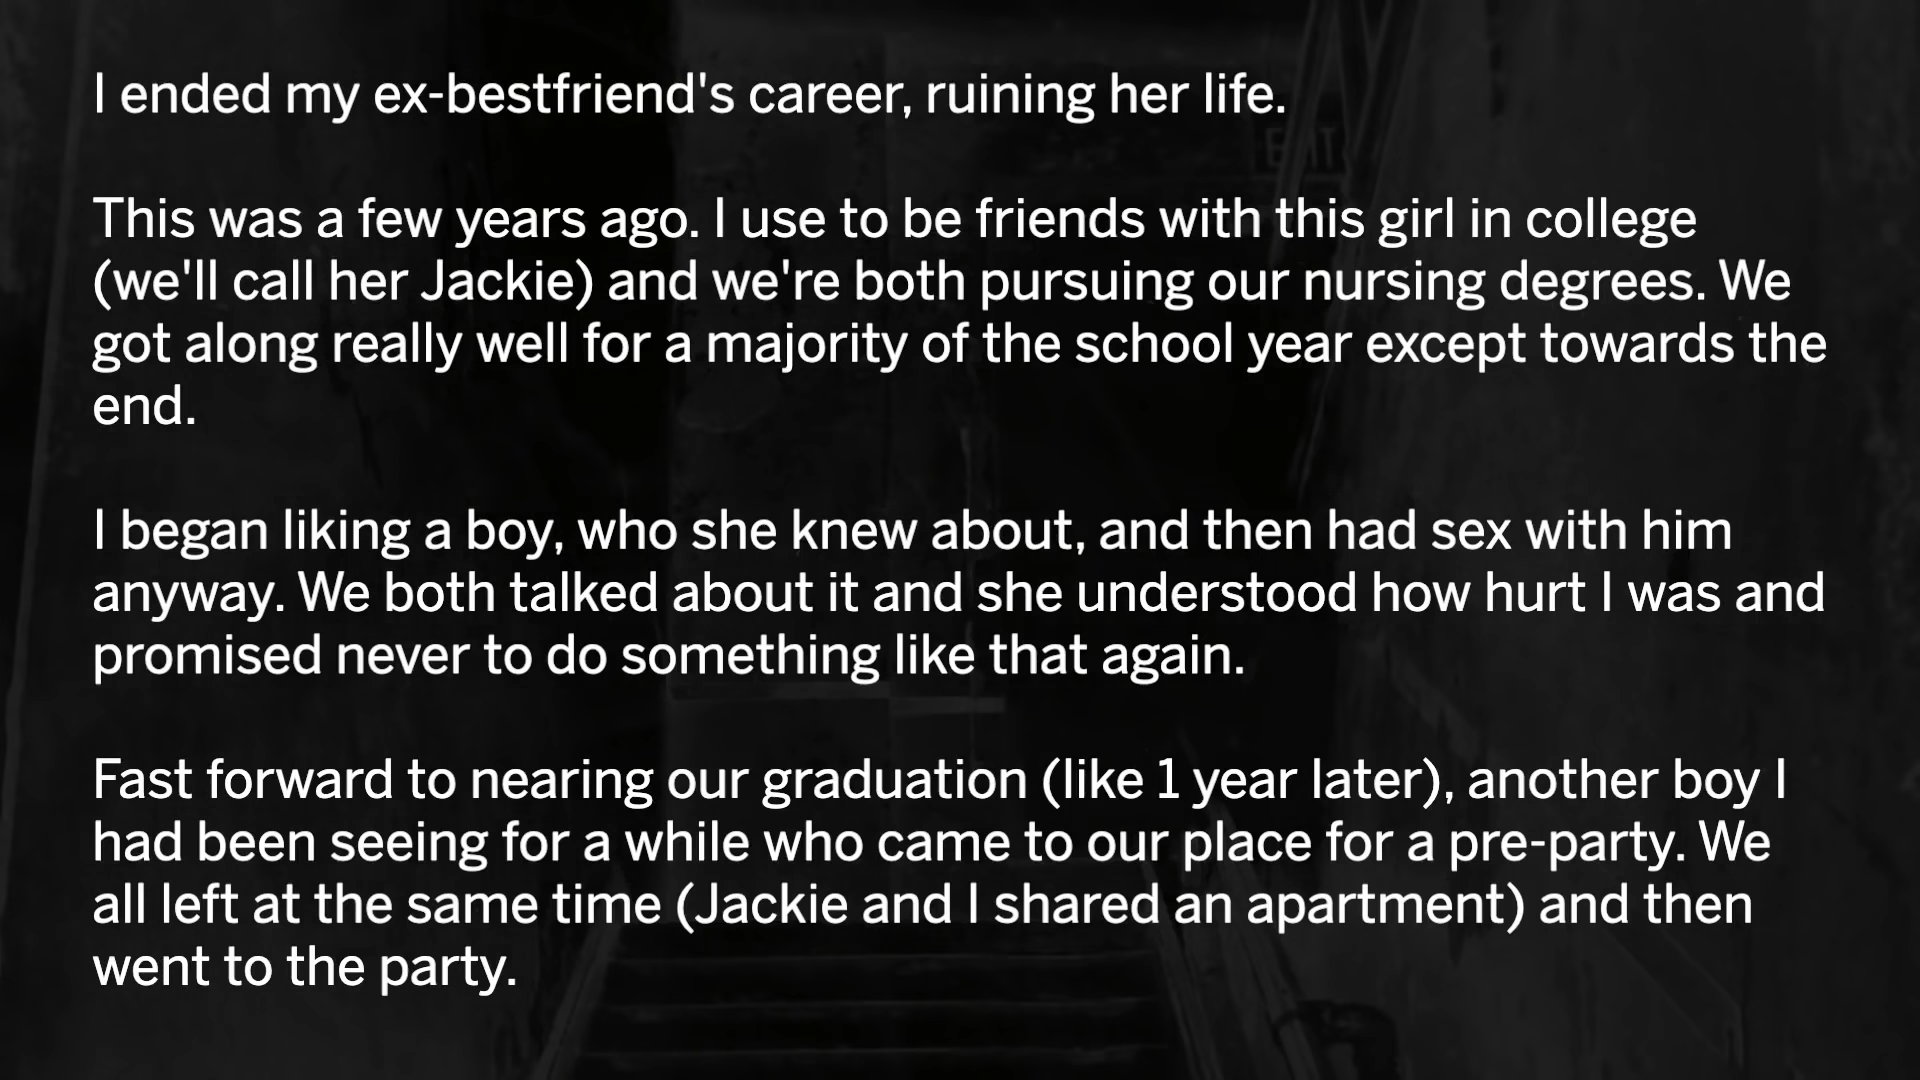 I ended my ex-bestfriend's career, ruining her life.
This was a few years ago. I use to be friends with this girl in college
(we'll call her Jackie) and we're both pursuing our nursing degrees. We
got along really well for a majority of the school year except towards the
end.
I began liking a boy, who she knew about, and then had sex with him
anyway. We both talked about it and she understood how hurt I was and
promised never to do something like that again.
Fast forward to nearing our graduation (like 1 year later), another boy I
had been seeing for a while who came to our place for a pre-party. We
all left at the same time (Jackie and I shared an apartment) and then
went to the party.
EXIT